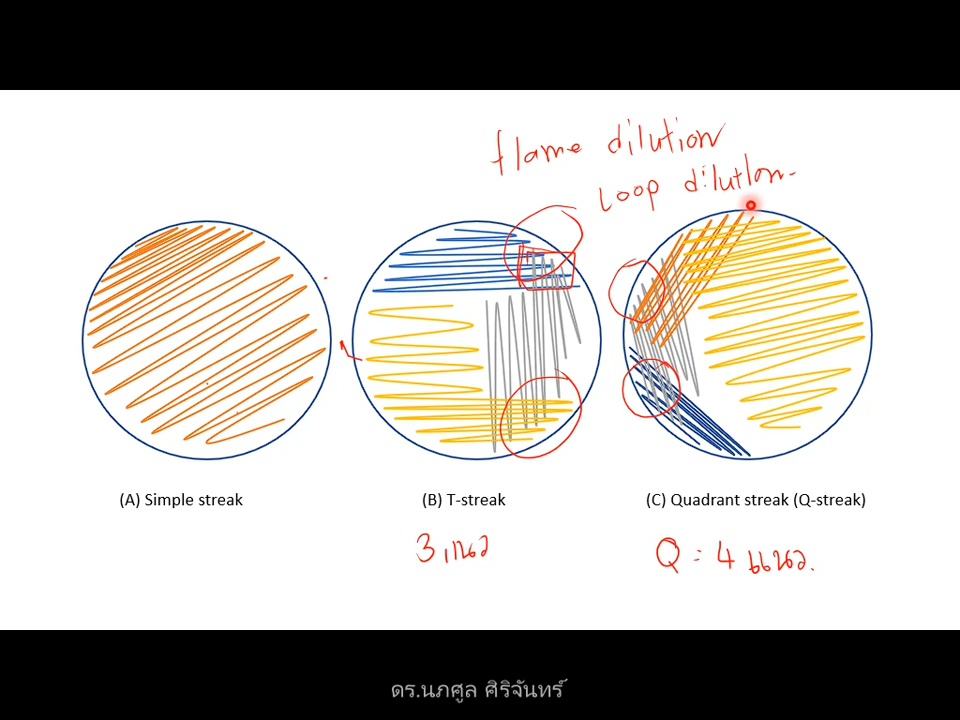 flame dilution
loop dilution.
(A) Simple streak
(B) T-streak
(C) Quadrant streak (Q-streak)
3 แนว
Q = 4 แนว.
ดร.นภศูล ศิริจันทร์